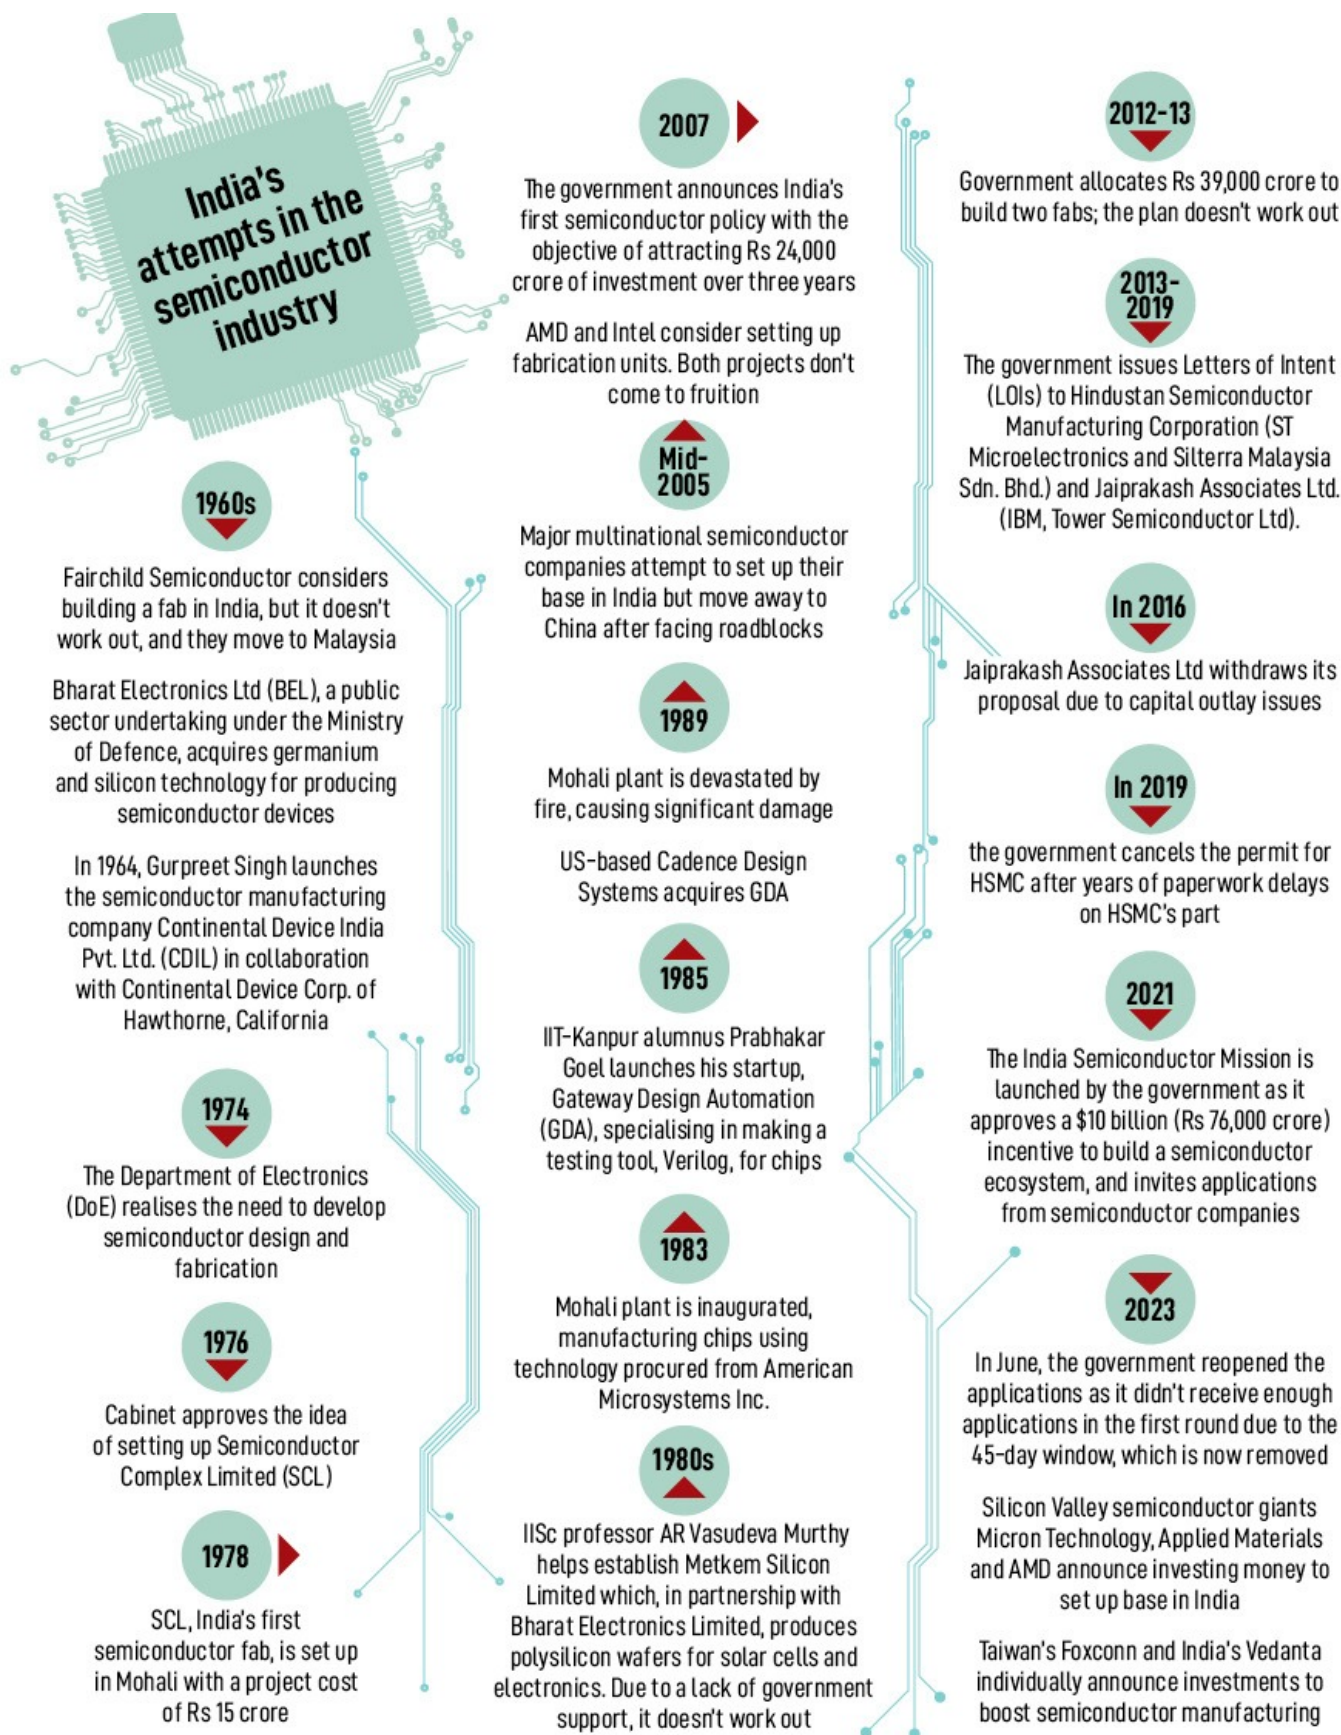 India's
attempts in the
semiconductor
industry
1960s
Fairchild Semiconductor considers
building a fab in India, but it doesn't
work out, and they move to Malaysia
Bharat Electronics Ltd (BEL), a public
sector undertaking under the Ministry
of Defence, acquires germanium
and silicon technology for producing
semiconductor devices
In 1964, Gurpreet Singh launches
the semiconductor manufacturing
company Continental Device India
Pvt. Ltd. (CDIL) in collaboration
with Continental Device Corp. of
Hawthorne, California
1974
The Department of Electronics
(DoE) realises the need to develop
semiconductor design and
fabrication
1976
Cabinet approves the idea
of setting up Semiconductor
Complex Limited (SCL)
1978
SCL, India's first
semiconductor fab, is set up
in Mohali with a project cost
of Rs 15 crore
1980s
IISc professor AR Vasudeva Murthy
helps establish Metkem Silicon
Limited which, in partnership with
Bharat Electronics Limited, produces
polysilicon wafers for solar cells and
electronics. Due to a lack of government
support, it doesn't work out
1983
Mohali plant is inaugurated,
manufacturing chips using
technology procured from American
Microsystems Inc.
1985
IIT-Kanpur alumnus Prabhakar
Goel launches his startup,
Gateway Design Automation
(GDA), specialising in making a
testing tool, Verilog, for chips
1989
Mohali plant is devastated by
fire, causing significant damage
US-based Cadence Design
Systems acquires GDA
Mid-
2005
Major multinational semiconductor
companies attempt to set up their
base in India but move away to
China after facing roadblocks
2007
The government announces India's
first semiconductor policy with the
objective of attracting Rs 24,000
crore of investment over three years
AMD and Intel consider setting up
fabrication units. Both projects don't
come to fruition
2012-13
Government allocates Rs 39,000 crore to
build two fabs; the plan doesn't work out
2013-
2019
The government issues Letters of Intent
(LOIs) to Hindustan Semiconductor
Manufacturing Corporation (ST
Microelectronics and Silterra Malaysia
Sdn. Bhd.) and Jaiprakash Associates Ltd.
(IBM, Tower Semiconductor Ltd).
In 2016
Jaiprakash Associates Ltd withdraws its
proposal due to capital outlay issues
In 2019
the government cancels the permit for
HSMC after years of paperwork delays
on HSMC's part
2021
The India Semiconductor Mission is
launched by the government as it
approves a $10 billion (Rs 76,000 crore)
incentive to build a semiconductor
ecosystem, and invites applications
from semiconductor companies
2023
In June, the government reopened the
applications as it didn't receive enough
applications in the first round due to the
45-day window, which is now removed
Silicon Valley semiconductor giants
Micron Technology, Applied Materials
and AMD announce investing money to
set up base in India
Taiwan's Foxconn and India's Vedanta
individually announce investments to
boost semiconductor manufacturing